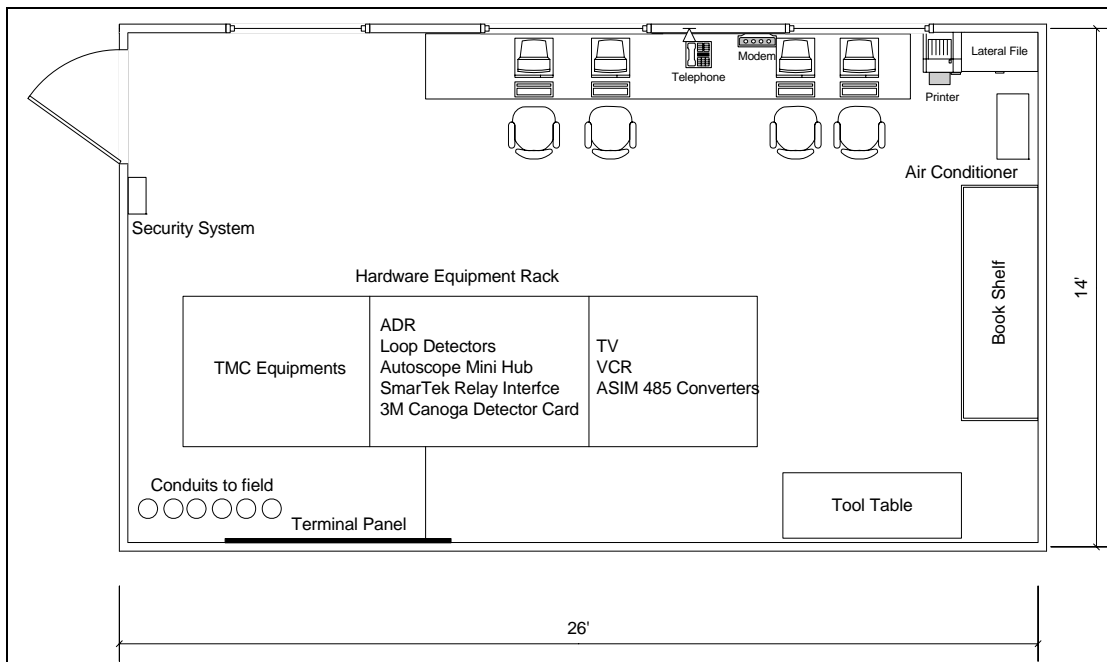 Lateral File
Modem
Telephone
Printer
Air Conditioner
Security System
Hardware Equipment Rack
Book Shelf
14'
TMC Equipments
ADR
Loop Detectors
Autoscope Mini Hub
SmarTek Relay Interfce
3M Canoga Detector Card
TV
VCR
ASIM 485 Converters
Conduits to field
Terminal Panel
Tool Table
26'